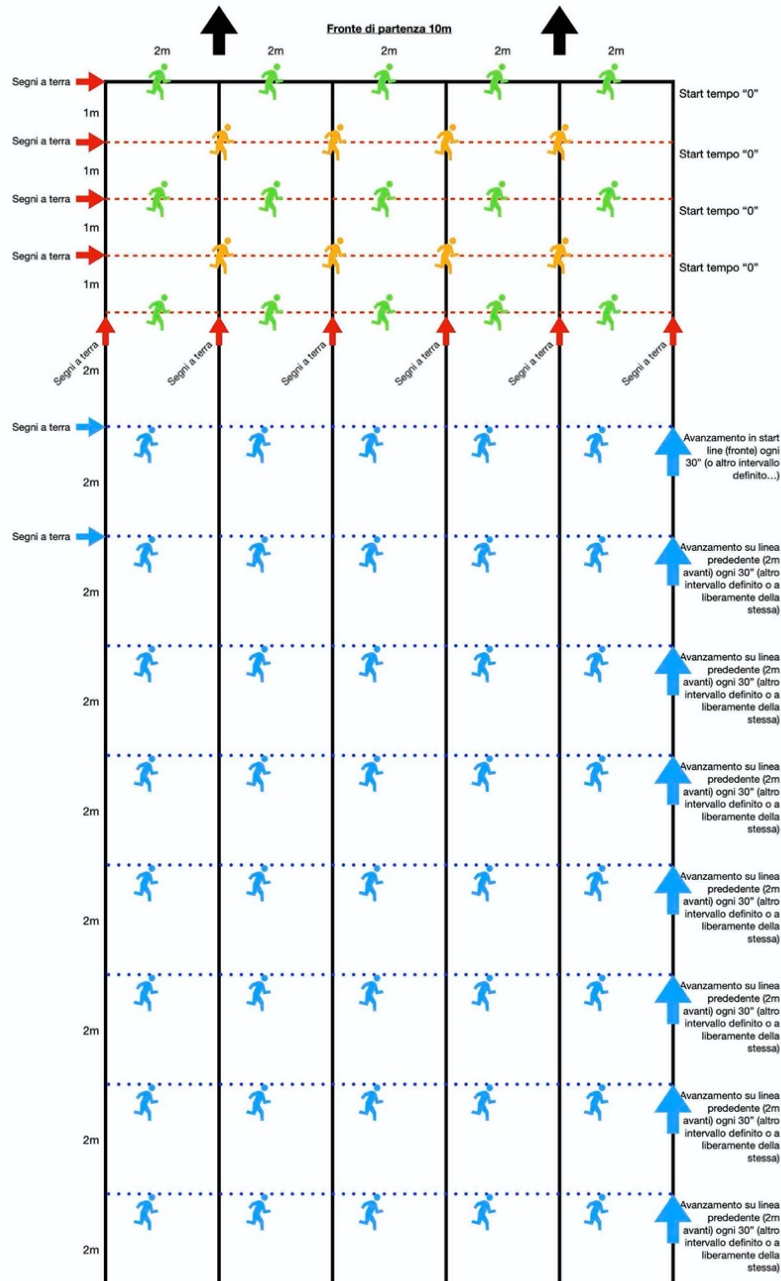 Fronte di partenza 10m
2m 2m 2m 2m 2m
Segni a terra
Start tempo “0”
1m
Segni a terra
Start tempo “0”
1m
Segni a terra
Start tempo “0”
1m
Segni a terra
Start tempo “0”
1m
Segni a terra Segni a terra Segni a terra Segni a terra Segni a terra Segni a terra
2m
Segni a terra
Avanzamento in start
line (fronte) ogni
30” (o altro intervallo
definito...)
2m
Segni a terra
Avanzamento su linea
prededente (2m
avanti) ogni 30” (altro
intervallo definito o a
liberamente della
stessa)
2m
Avanzamento su linea
prededente (2m
avanti) ogni 30” (altro
intervallo definito o a
liberamente della
stessa)
2m
Avanzamento su linea
prededente (2m
avanti) ogni 30” (altro
intervallo definito o a
liberamente della
stessa)
2m
Avanzamento su linea
prededente (2m
avanti) ogni 30” (altro
intervallo definito o a
liberamente della
stessa)
2m
Avanzamento su linea
prededente (2m
avanti) ogni 30” (altro
intervallo definito o a
liberamente della
stessa)
2m
Avanzamento su linea
prededente (2m
avanti) ogni 30” (altro
intervallo definito o a
liberamente della
stessa)
2m
Avanzamento su linea
prededente (2m
avanti) ogni 30” (altro
intervallo definito o a
liberamente della
stessa)
2m